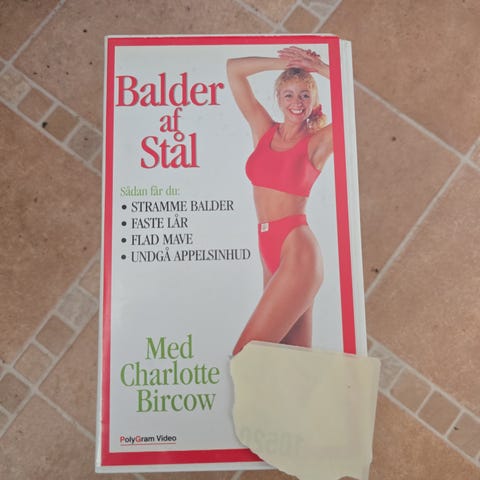 Balder
af
Stål
Sådan får du:
• STRAMME BALDER
• FASTE LÅR
• FLAD MAVE
• UNDGÅ APPELSINHUD
Med
Charlotte
Bircow
PolyGram Video